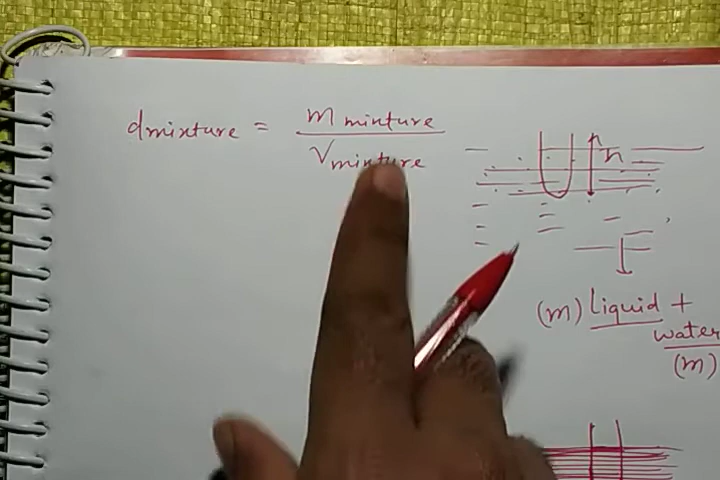 dmixture = m mixture
Vmixture
h
(m) liquid +
water
(m)